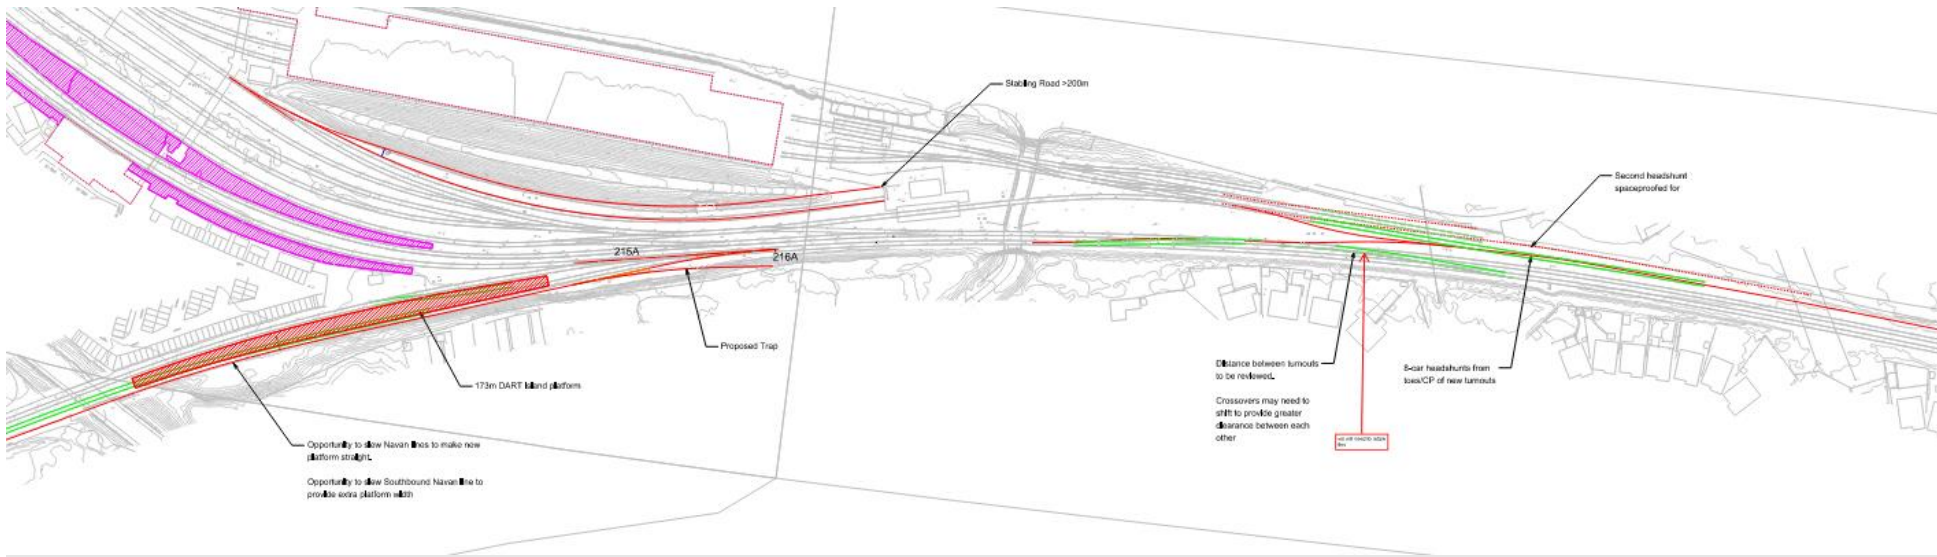 Stabling Road >200m
Second headshunt
spaceproofed for
215A
216A
Proposed Trap
173m DART Island platform
Distance between turnouts
to be reviewed.
Crossovers may need to
shift to provide greater
clearance between each
other
8-car headshunts from
toes/CP of new turnouts
Opportunity to slew Navan lines to make new
platform straight.
Opportunity to slew Southbound Navan line to
provide extra platform width